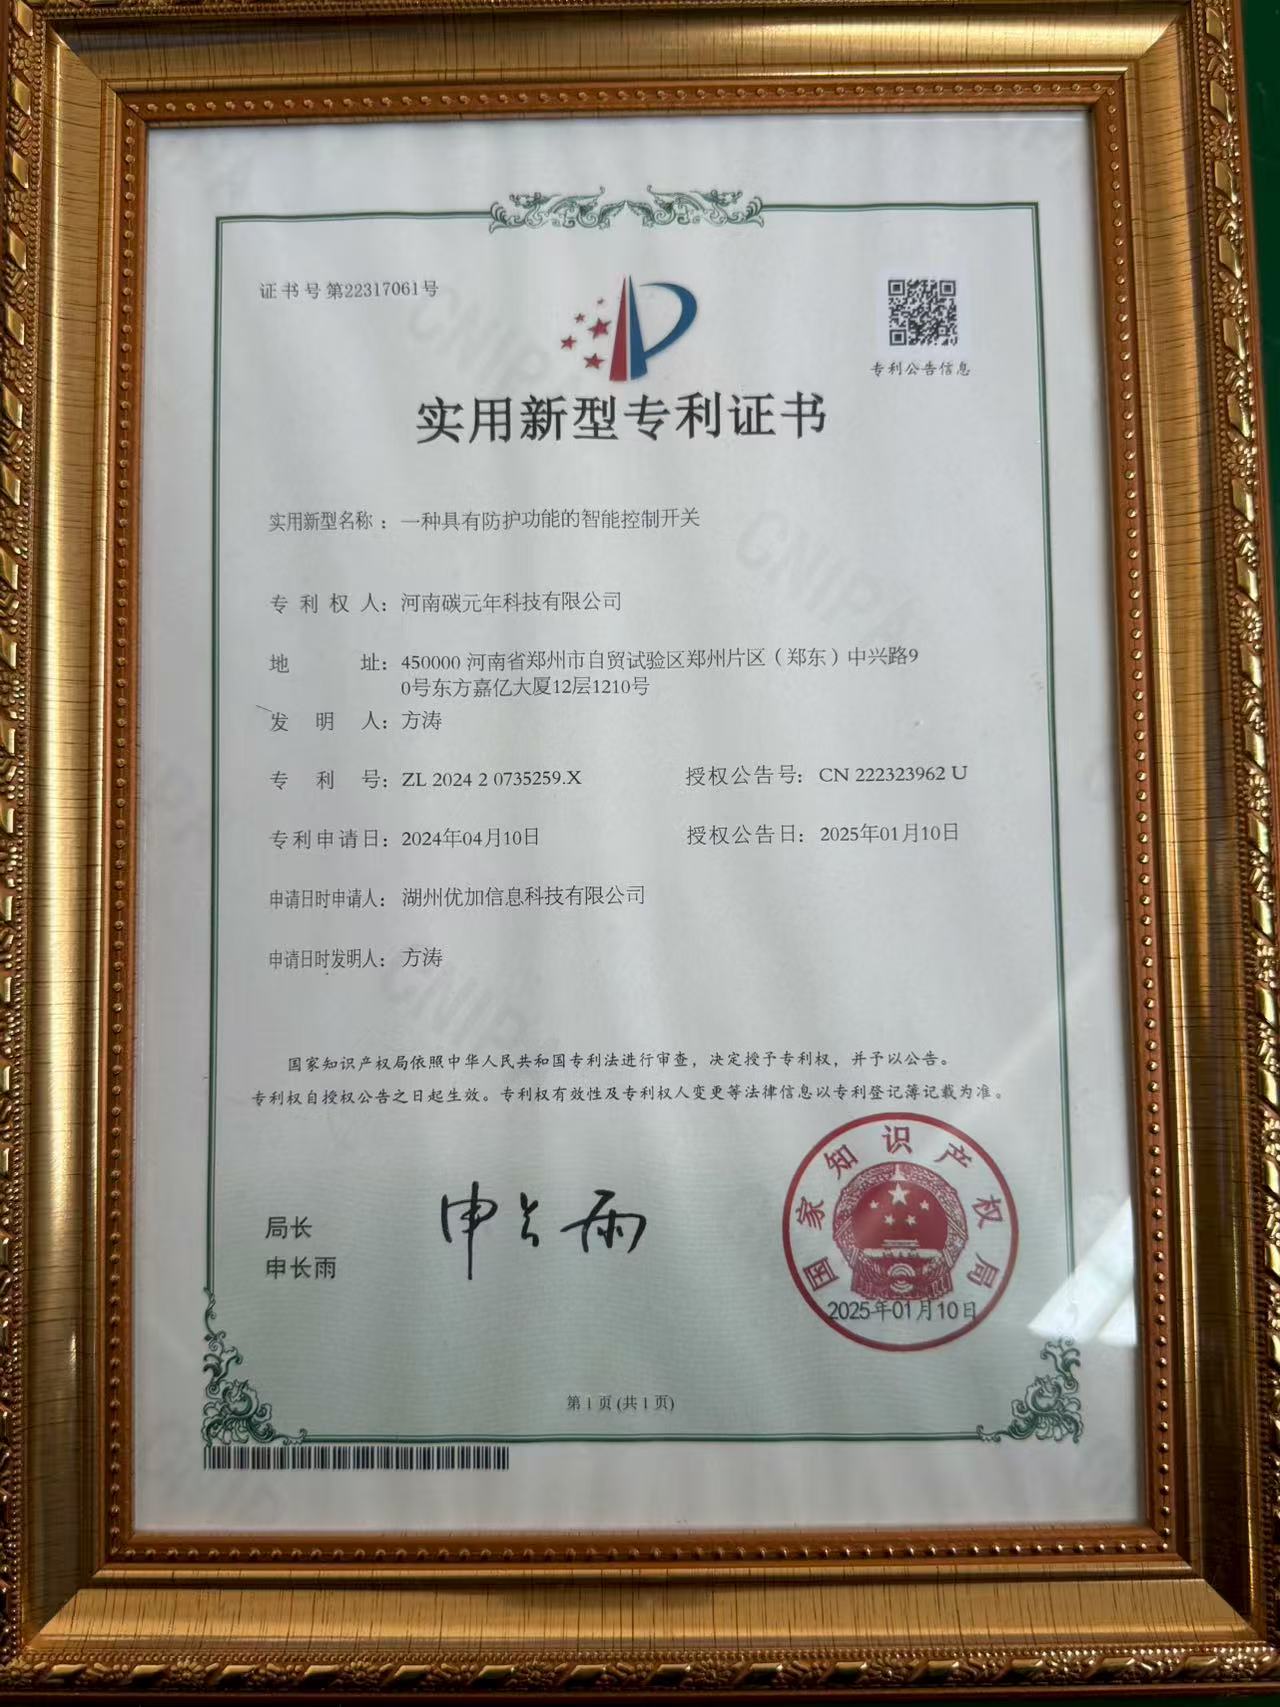 证书号第22317061号
专利公告信息
实用新型专利证书
实用新型名称：一种具有防护功能的智能控制开关
专利权人：河南碳元年科技有限公司
地址：450000 河南省郑州市自贸试验区郑州片区（郑东）中兴路9
0号东方嘉亿大厦12层1210号
发明人：方涛
专利号：ZL 2024 2 0735259.X 授权公告号：CN 222323962 U
专利申请日：2024年04月10日 授权公告日：2025年01月10日
申请日时申请人：湖州优加信息科技有限公司
申请日时发明人：方涛
国家知识产权局依照中华人民共和国专利法进行审查，决定授予专利权，并予以公告。
专利权自授权公告之日起生效。专利权有效性及专利权人变更等法律信息以专利登记簿记载为准。
局长
申长雨
申长雨
国家知识产权局
2025年01月10日
第1页(共1页)
CNIPA
CNIPA
CNIPA